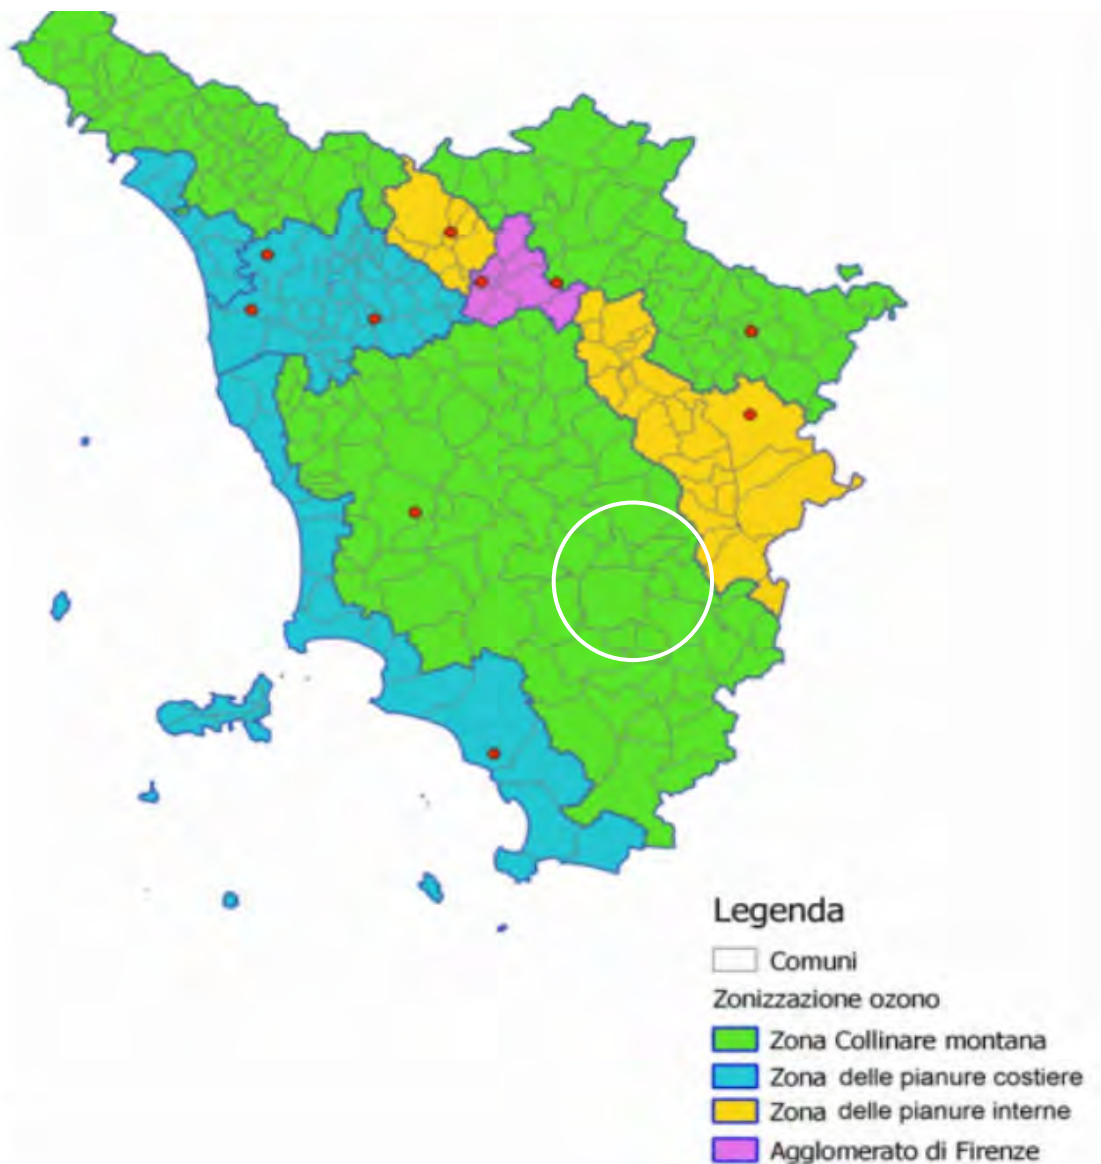 Legenda
Comuni
Zonizzazione ozono
Zona Collinare montana
Zona delle pianure costiere
Zona delle pianure interne
Agglomerato di Firenze